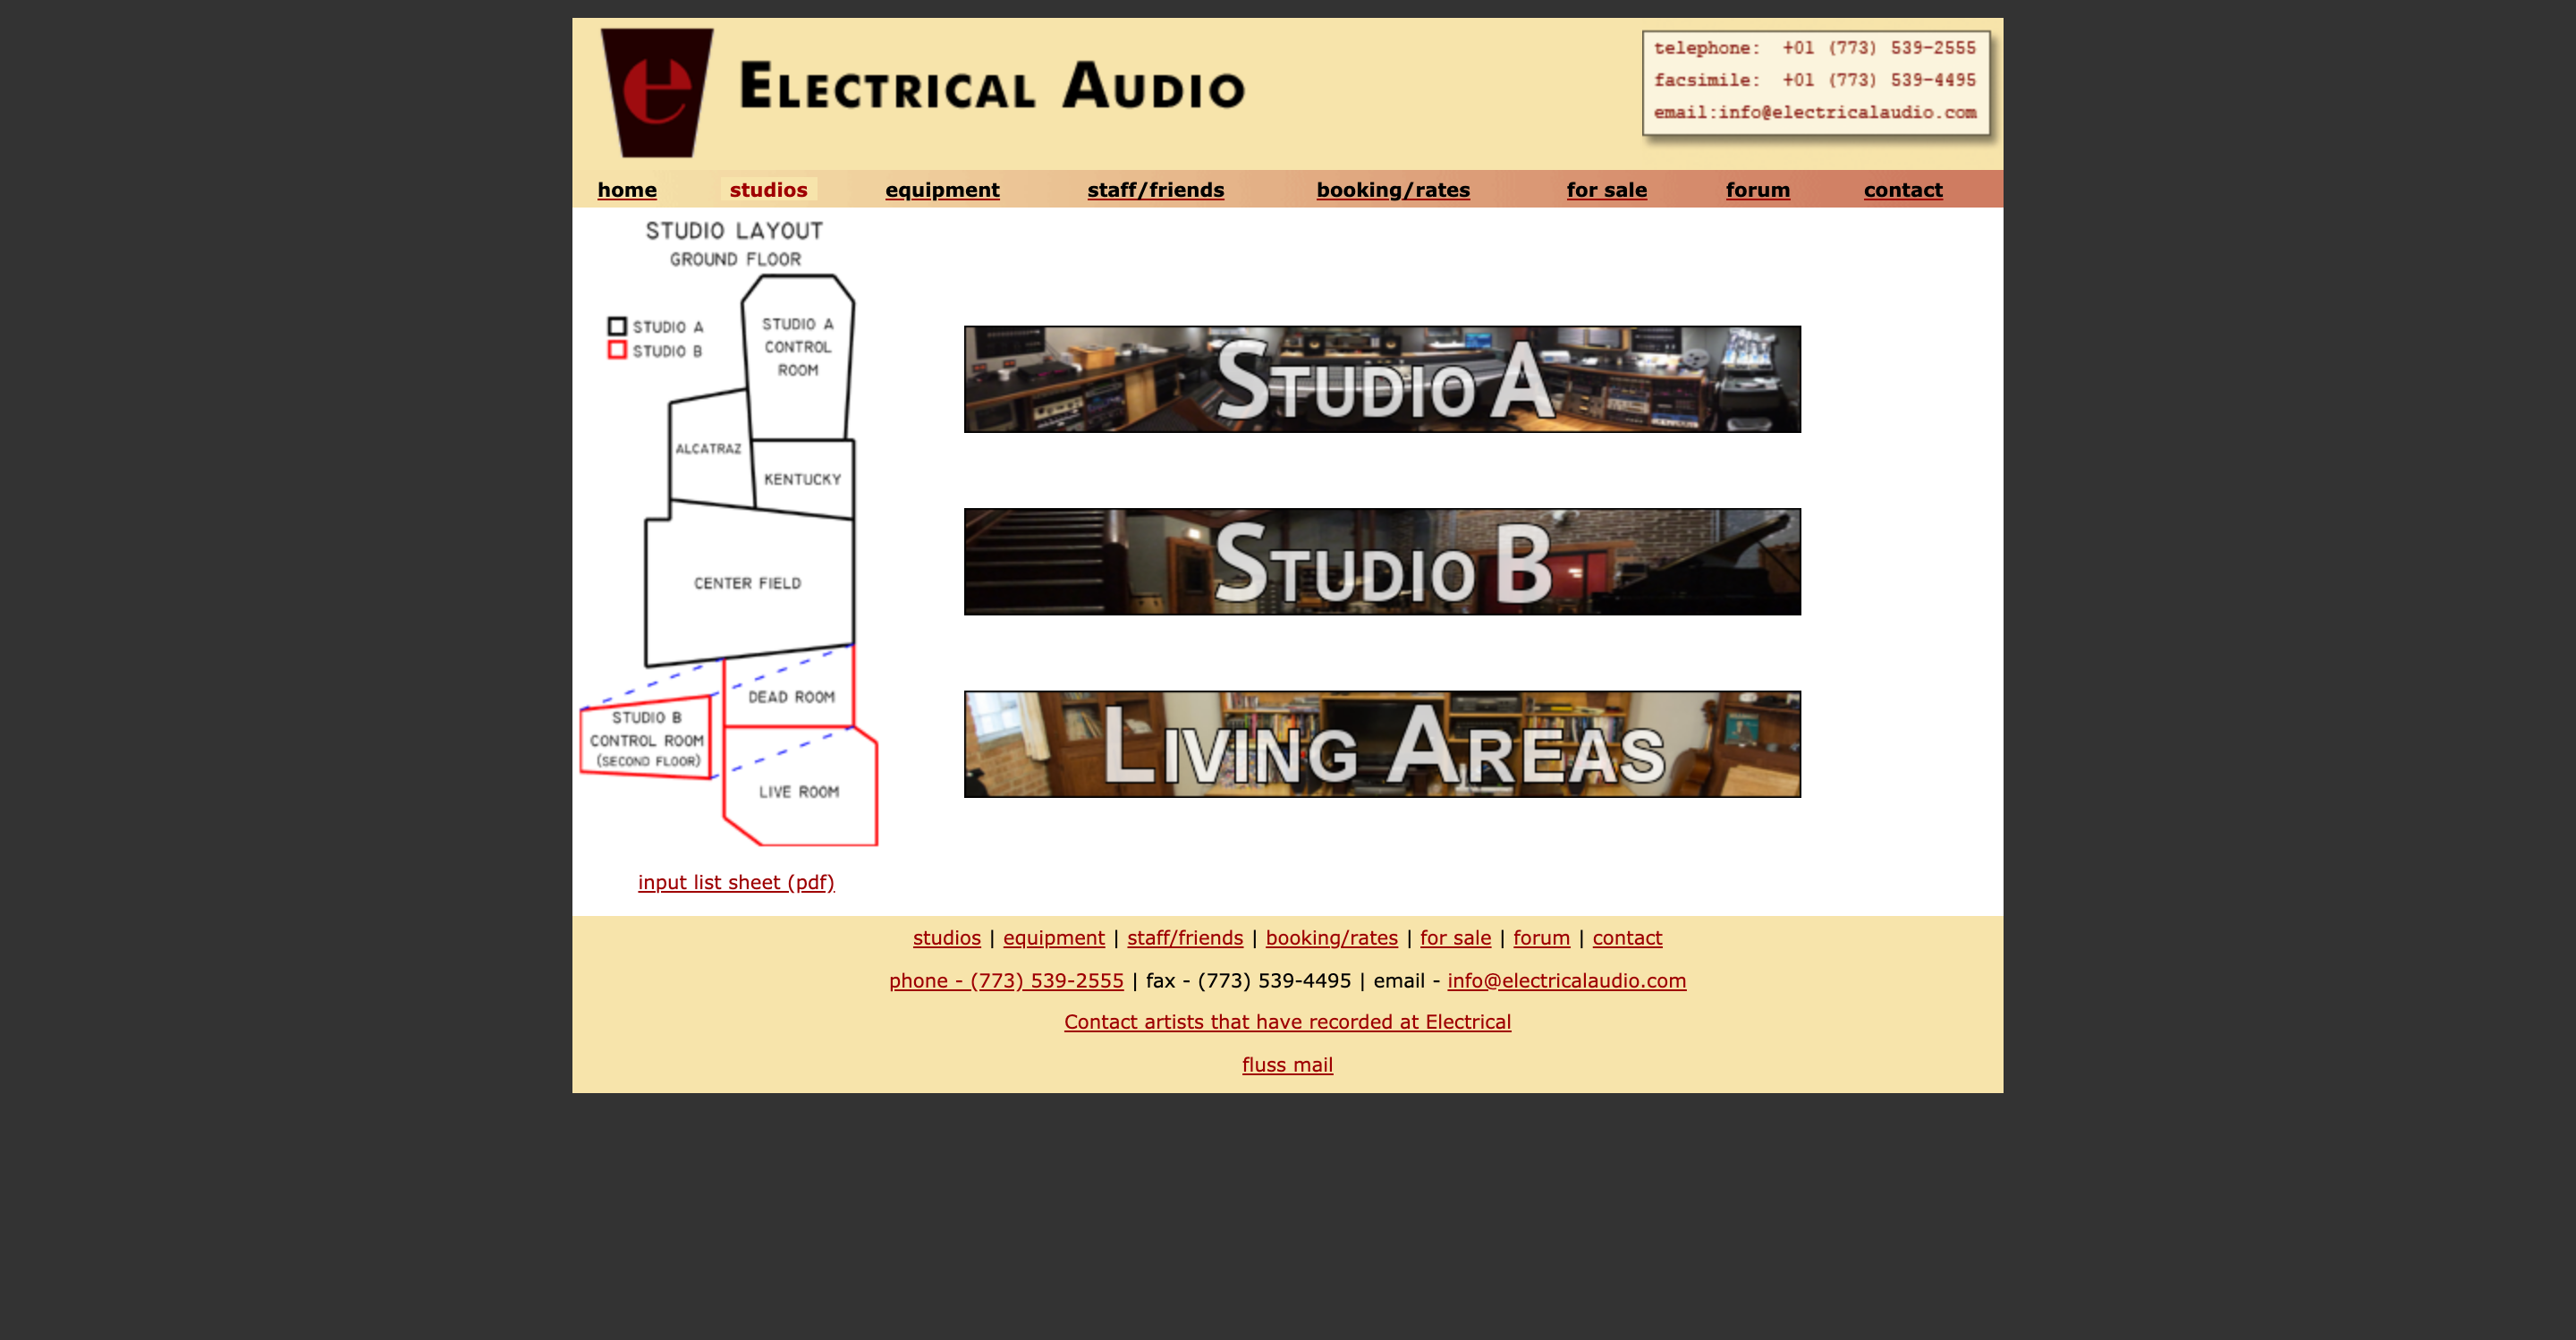 e ELECTRICAL AUDIO
telephone: +01 (773) 539-2555
facsimile: +01 (773) 539-4495
email:info@electricalaudio.com
home studios equipment staff/friends booking/rates for sale forum contact
STUDIO LAYOUT
GROUND FLOOR
STUDIO A
STUDIO B
STUDIO A
CONTROL
ROOM
ALCATRAZ
KENTUCKY
CENTER FIELD
DEAD ROOM
STUDIO B
CONTROL ROOM
(SECOND FLOOR)
LIVE ROOM
input list sheet (pdf)
STUDIO A
STUDIO B
LIVING AREAS
studios | equipment | staff/friends | booking/rates | for sale | forum | contact
phone - (773) 539-2555 | fax - (773) 539-4495 | email - info@electricalaudio.com
Contact artists that have recorded at Electrical
fluss mail